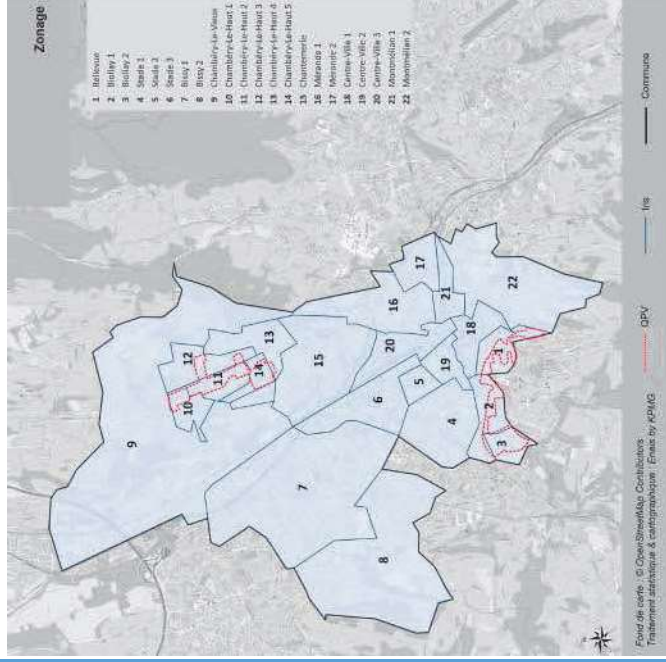 Zonage
1 Bellevue
2 Biollay 1
3 Biollay 2
4 Stade 1
5 Stade 2
6 Stade 3
7 Bissy 1
8 Bissy 2
9 Chambéry-Le-Vieux
10 Chambéry-Le-Haut 1
11 Chambéry-Le-Haut 2
12 Chambéry-Le-Haut 3
13 Chambéry-Le-Haut 4
14 Chambéry-Le-Haut 5
15 Chantemerle
16 Mérande 1
17 Mérande 2
18 Centre-Ville 1
19 Centre-Ville 2
20 Centre-Ville 3
21 Montmélian 1
22 Montmélian 2
9
12
10
11
13
14
15
16
17
7
20
6
21
5
19
18
22
8
4
1
2
3
QPV
Iris
Commune
Fond de carte : © OpenStreetMap Contributors
Traitement statistique & cartographique : Eneis by KPMG